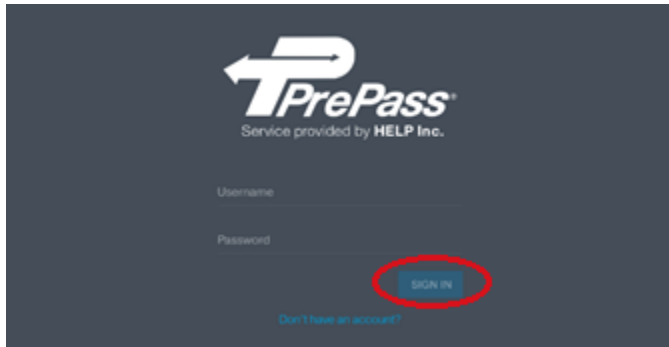 PrePass®
Service provided by HELP Inc.
Username
Password
SIGN IN
Don't have an account?